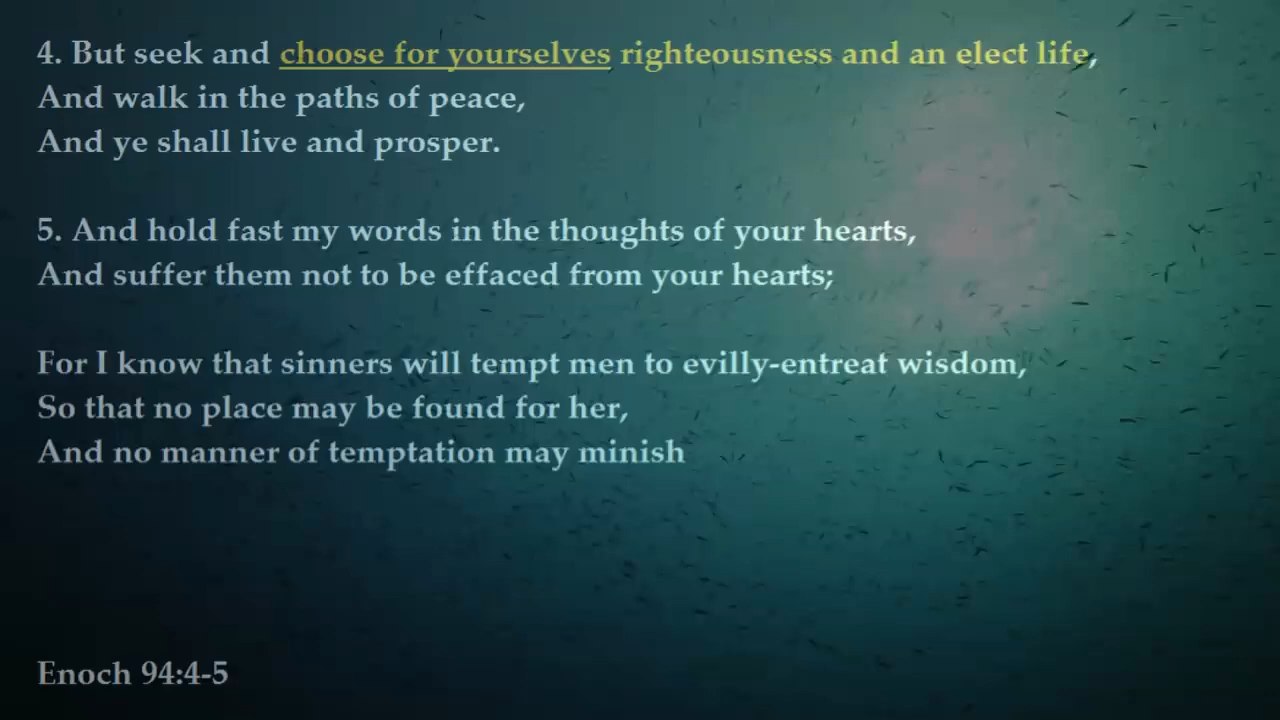 4. But seek and choose for yourselves righteousness and an elect life,
And walk in the paths of peace,
And ye shall live and prosper.
5. And hold fast my words in the thoughts of your hearts,
And suffer them not to be effaced from your hearts;
For I know that sinners will tempt men to evilly-entreat wisdom,
So that no place may be found for her,
And no manner of temptation may minish
Enoch 94:4-5